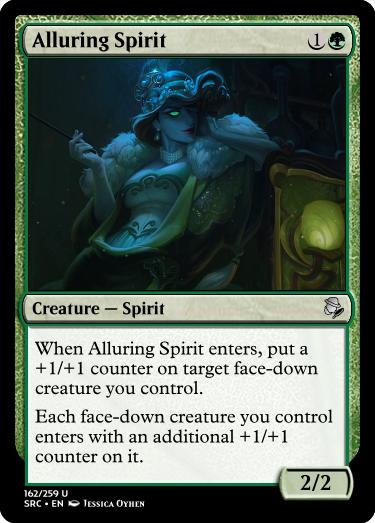 Alluring Spirit 1
Creature — Spirit
When Alluring Spirit enters, put a
+1/+1 counter on target face-down
creature you control.
Each face-down creature you control
enters with an additional +1/+1
counter on it.
2/2
162/259 U
SRC • EN Jessica Oyhen